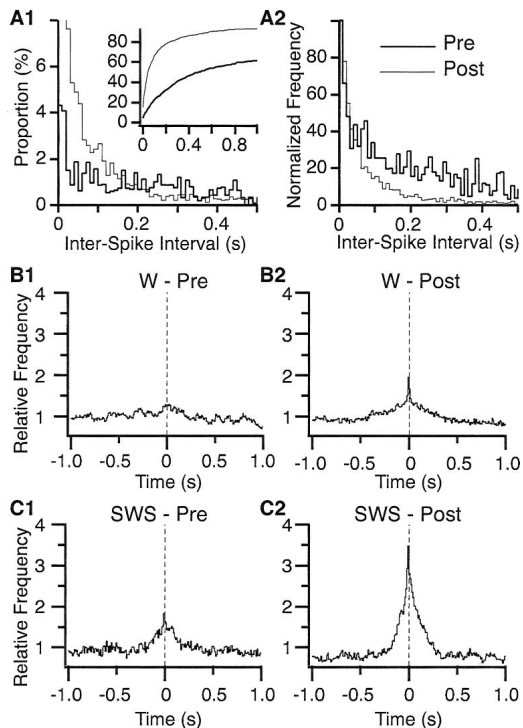 A1
A2
Proportion (%)
8
6
4
2
0
80
60
40
20
0
0
0.4
0.8
0
0.2
0.4
Inter-Spike Interval (s)
Normalized Frequency
80
60
40
20
0
Pre
Post
0
0.2
0.4
Inter-Spike Interval (s)
B1
W - Pre
Relative Frequency
4
3
2
1
-1.0
-0.5
0
0.5
1.0
Time (s)
B2
W - Post
4
3
2
1
-1.0
-0.5
0
0.5
1.0
Time (s)
C1
SWS - Pre
Relative Frequency
4
3
2
1
-1.0
-0.5
0
0.5
1.0
Time (s)
C2
SWS - Post
4
3
2
1
-1.0
-0.5
0
0.5
1.0
Time (s)